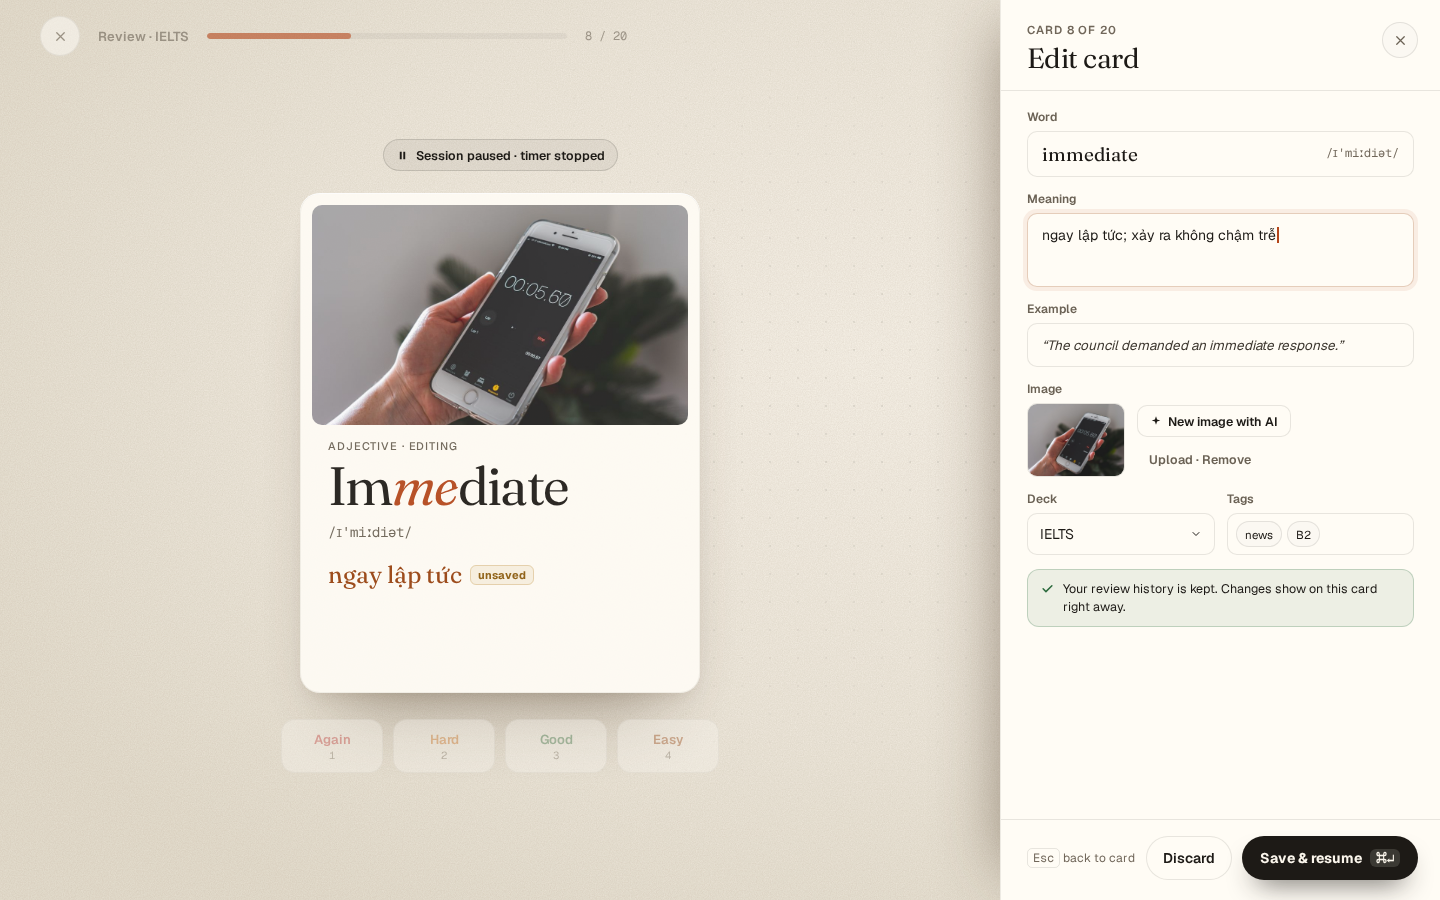 Review · IELTS
8 / 20
Session paused · timer stopped
00:05.60
ADJECTIVE · EDITING
Immediate
/ɪˈmiːdiət/
ngay lập tức unsaved
Again
1
Hard
2
Good
3
Easy
4
CARD 8 OF 20
Edit card
Word
immediate /ɪˈmiːdiət/
Meaning
ngay lập tức; xảy ra không chậm trễ
Example
“The council demanded an immediate response.”
Image
New image with AI
Upload · Remove
Deck
IELTS
Tags
news B2
Your review history is kept. Changes show on this card
right away.
Esc back to card
Discard
Save & resume ⌘↵